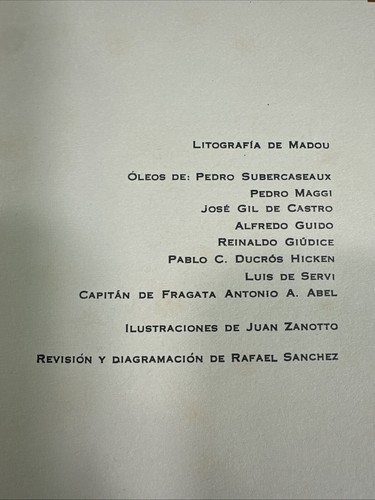 Litografía de Madou
Óleos de: Pedro Subercaseaux
Pedro Maggi
José Gil de Castro
Alfredo Guido
Reinaldo Giúdice
Pablo C. Ducrós Hicken
Luis de Servi
Capitán de Fragata Antonio A. Abel
Ilustraciones de Juan Zanotto
Revisión y diagramación de Rafael Sanchez